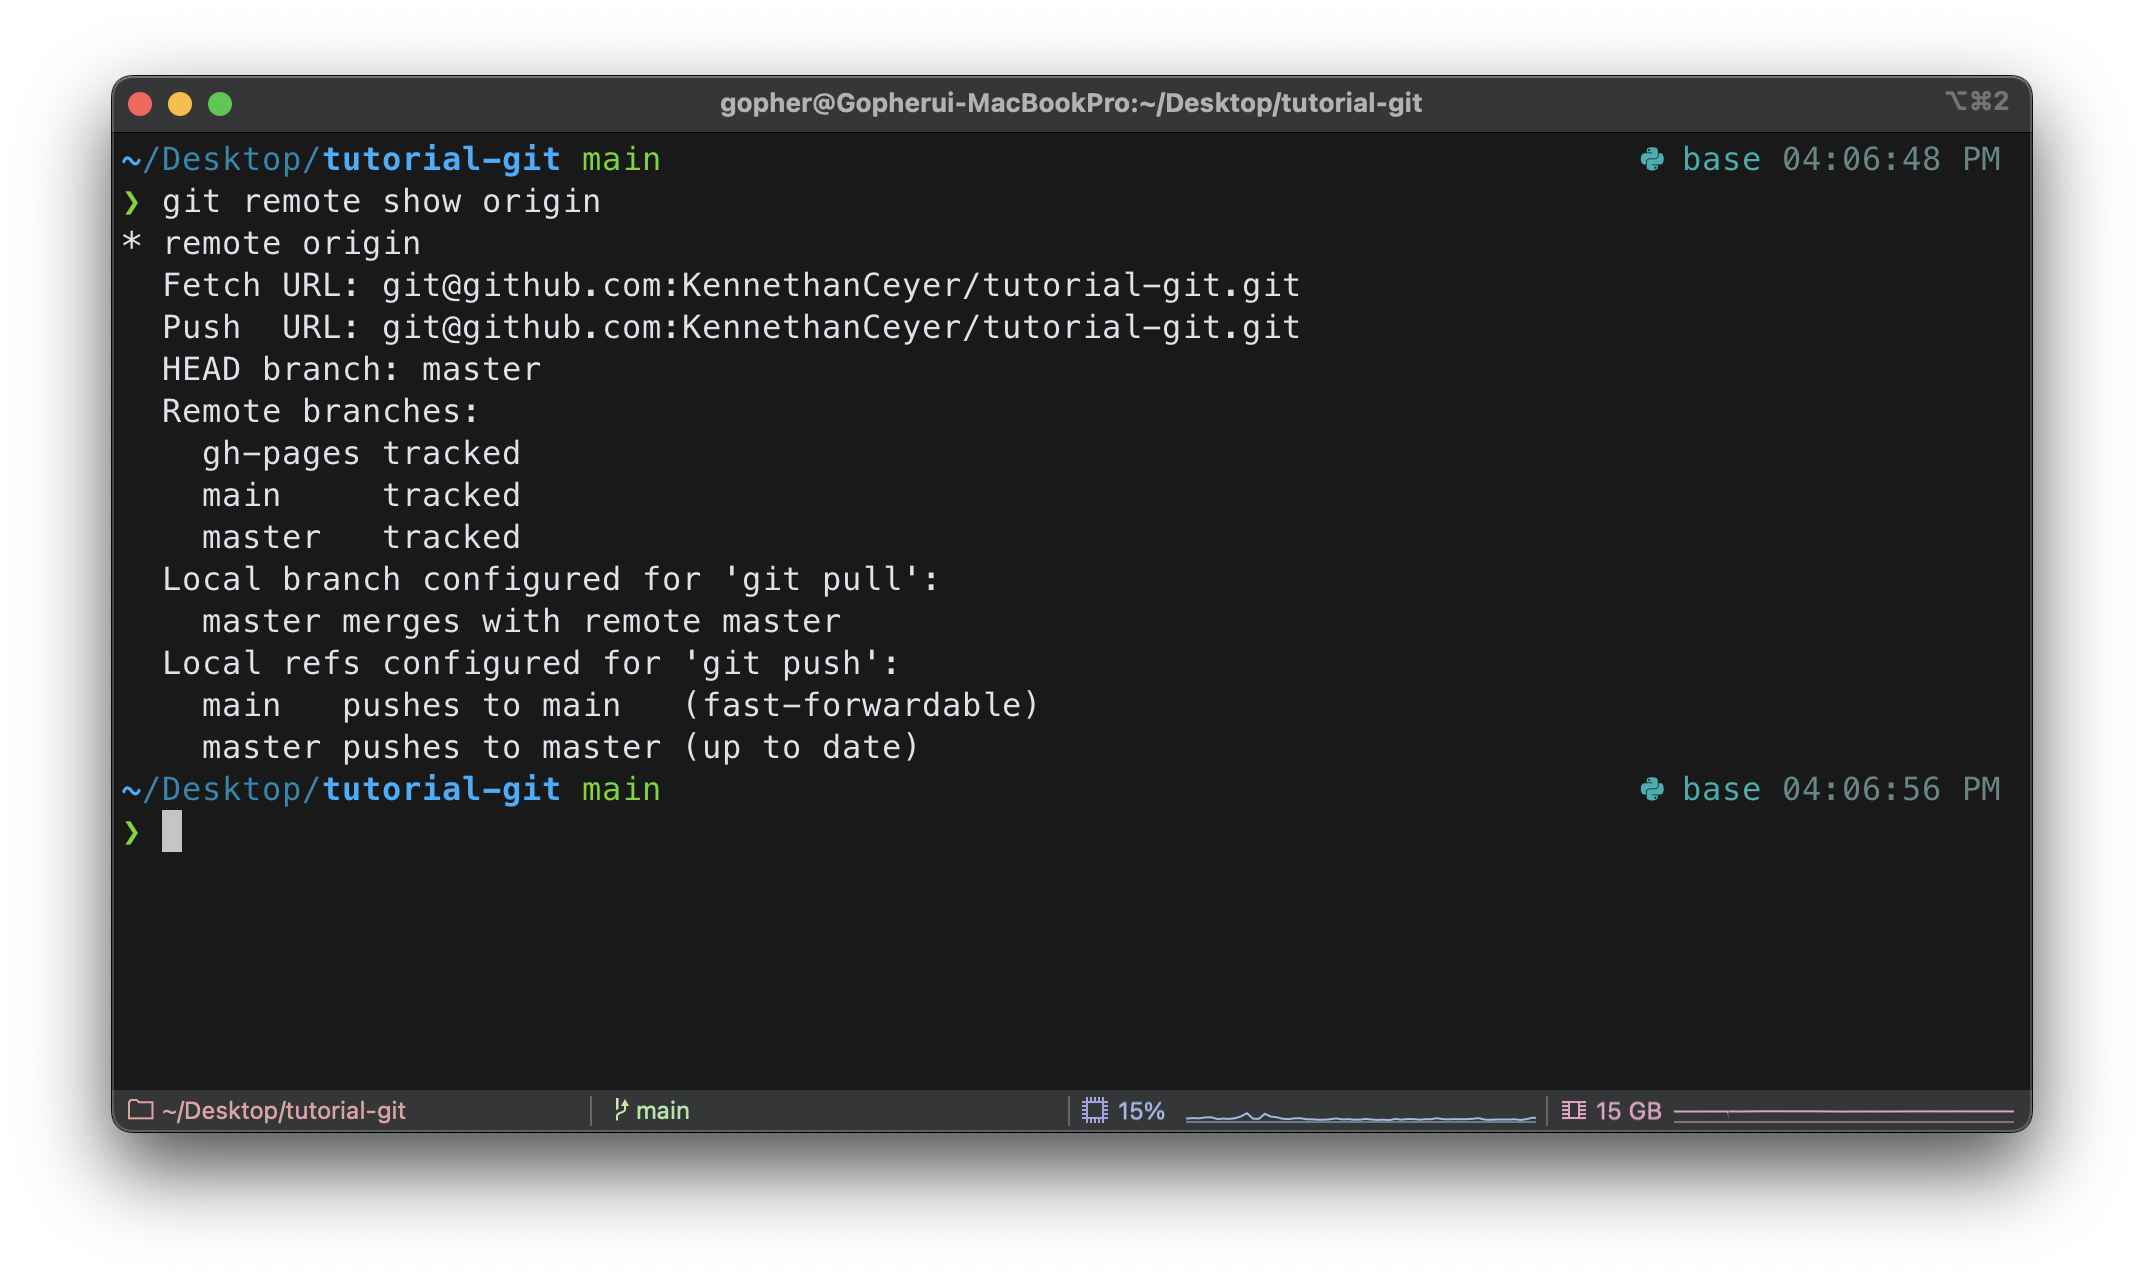 gopher@Gopherui-MacBookPro:~/Desktop/tutorial-git ⌥⌘2
~/Desktop/tutorial-git main base 04:06:48 PM
❯ git remote show origin
* remote origin
  Fetch URL: git@github.com:KennethanCeyer/tutorial-git.git
  Push  URL: git@github.com:KennethanCeyer/tutorial-git.git
  HEAD branch: master
  Remote branches:
    gh-pages tracked
    main     tracked
    master   tracked
  Local branch configured for 'git pull':
    master merges with remote master
  Local refs configured for 'git push':
    main   pushes to main   (fast-forwardable)
    master pushes to master (up to date)
~/Desktop/tutorial-git main base 04:06:56 PM
❯
~/Desktop/tutorial-git main 15% 15 GB